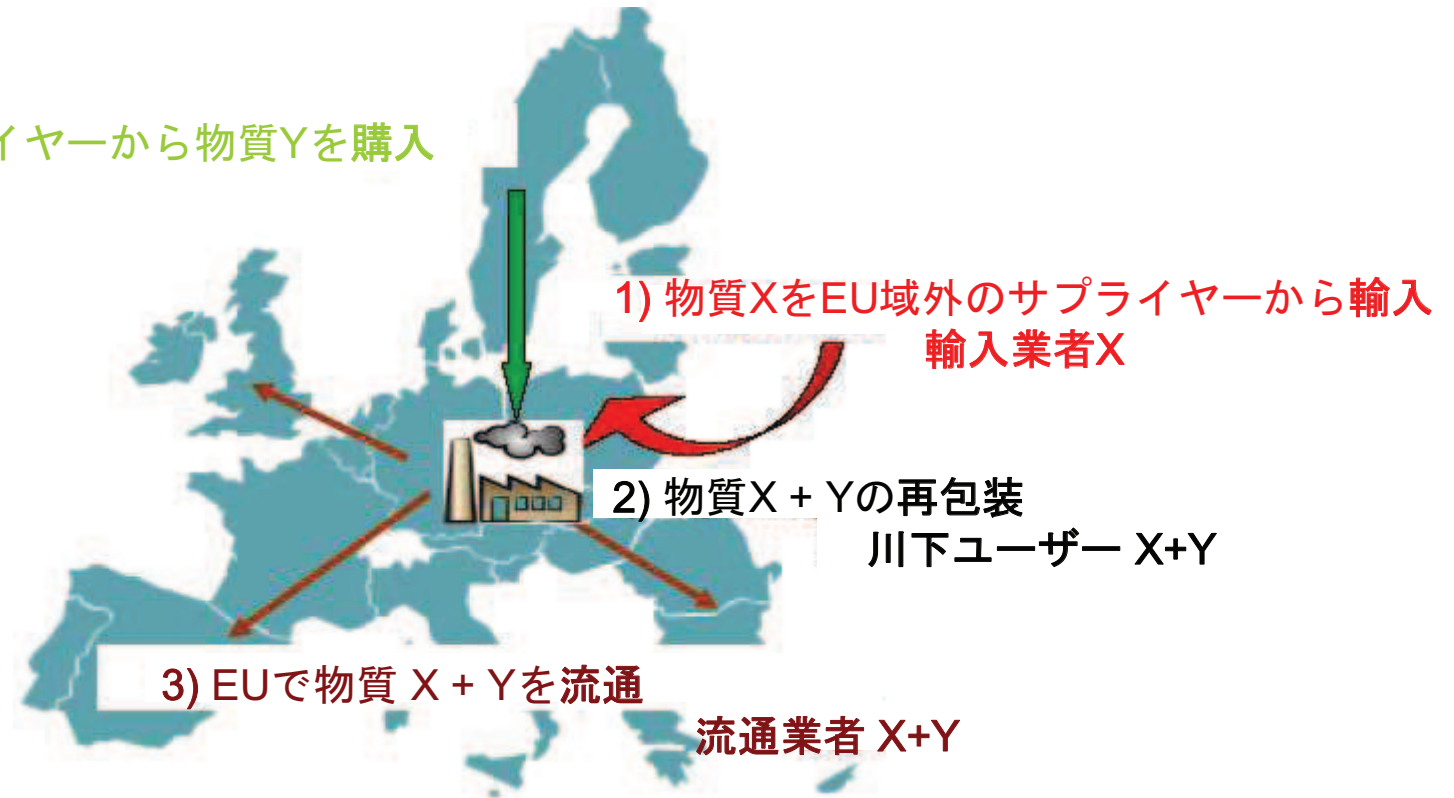 イヤーから物質Yを購入
1) 物質XをEU域外のサプライヤーから輸入
輸入業者X
2) 物質X + Yの再包装
川下ユーザー X+Y
3) EUで物質 X + Yを流通
流通業者 X+Y